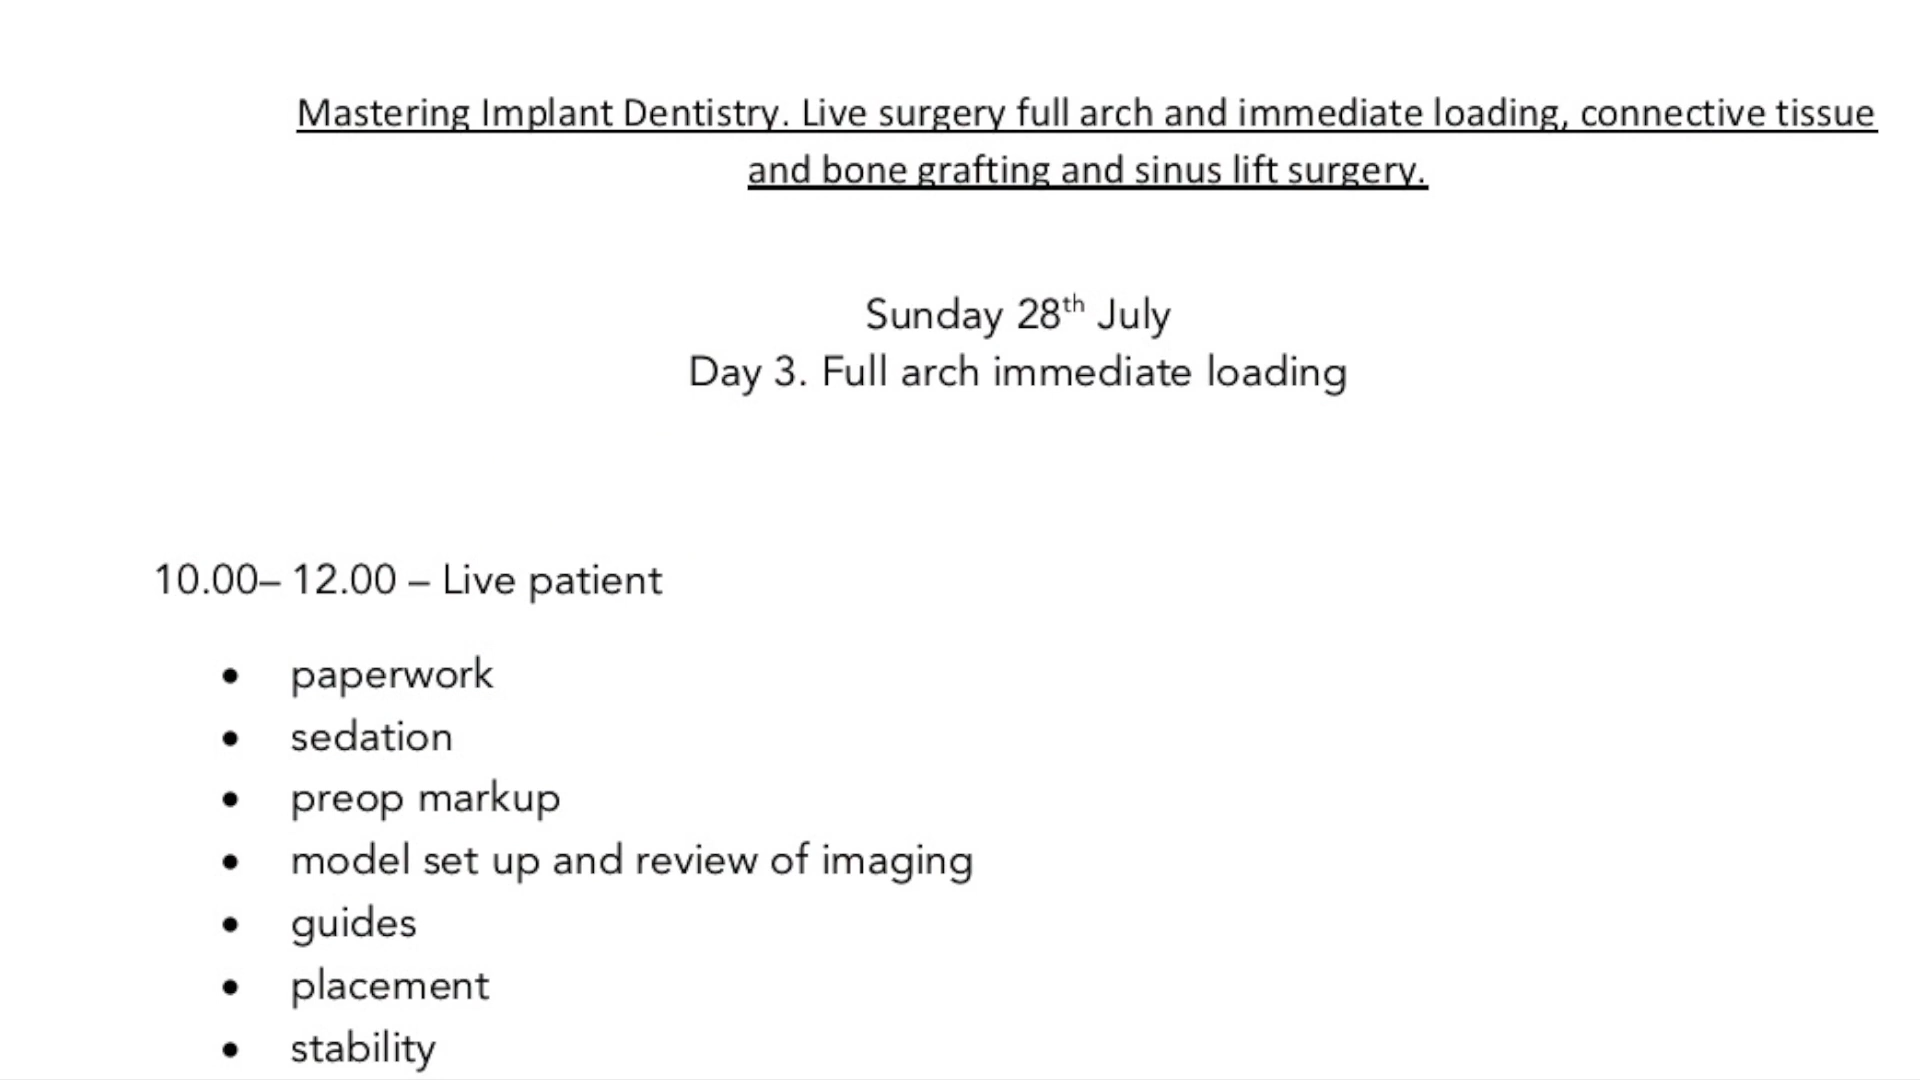 Mastering Implant Dentistry. Live surgery full arch and immediate loading, connective tissue
and bone grafting and sinus lift surgery.
Sunday 28th July
Day 3. Full arch immediate loading
10.00– 12.00 – Live patient
• paperwork
• sedation
• preop markup
• model set up and review of imaging
• guides
• placement
• stability